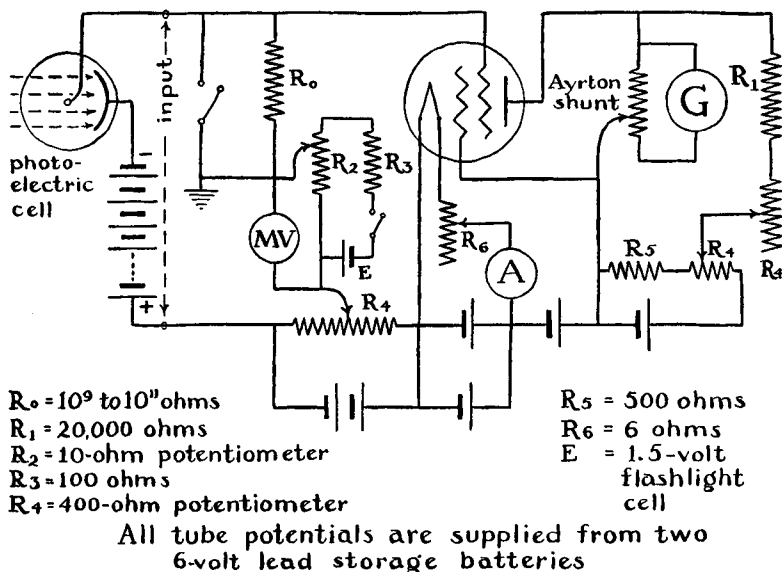 input
photo-
electric
cell
-
+
R₀
MV
R₂
R₃
E
R₄
R₆
A
Ayrton
shunt
G
R₁
R₅
R₄
R₄
R₀ = 10⁹ to 10¹¹ ohms
R₁ = 20,000 ohms
R₂ = 10-ohm potentiometer
R₃ = 100 ohms
R₄ = 400-ohm potentiometer
R₅ = 500 ohms
R₆ = 6 ohms
E = 1.5-volt
flashlight
cell
All tube potentials are supplied from two
6-volt lead storage batteries